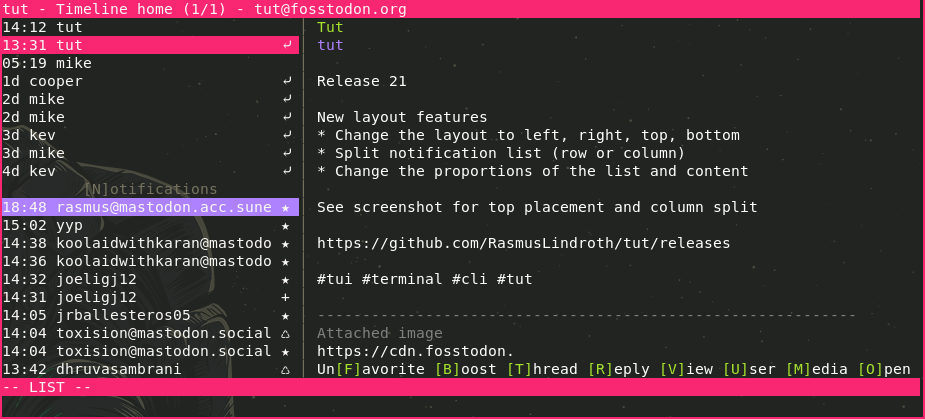 tut - Timeline home (1/1) - tut@fosstodon.org
14:12 tut
13:31 tut ⤶
05:19 mike
1d cooper ⤶
2d mike ⤶
2d mike ⤶
3d kev ⤶
3d mike ⤶
4d kev ⤶
[N]otifications
18:48 rasmus@mastodon.acc.sune ★
15:02 yyp ★
14:38 koolaidwithkaran@mastodo ★
14:36 koolaidwithkaran@mastodo ★
14:32 joeligj12 ★
14:31 joeligj12 +
14:05 jrballesteros05 ★
14:04 toxision@mastodon.social ♺
14:04 toxision@mastodon.social ★
13:42 dhruvasambrani ♺
Tut
tut
Release 21
New layout features
* Change the layout to left, right, top, bottom
* Split notification list (row or column)
* Change the proportions of the list and content
See screenshot for top placement and column split
https://github.com/RasmusLindroth/tut/releases
#tui #terminal #cli #tut
------------------------------------------------------------
Attached image
https://cdn.fosstodon.
Un[F]avorite [B]oost [T]hread [R]eply [V]iew [U]ser [M]edia [O]pen
-- LIST --